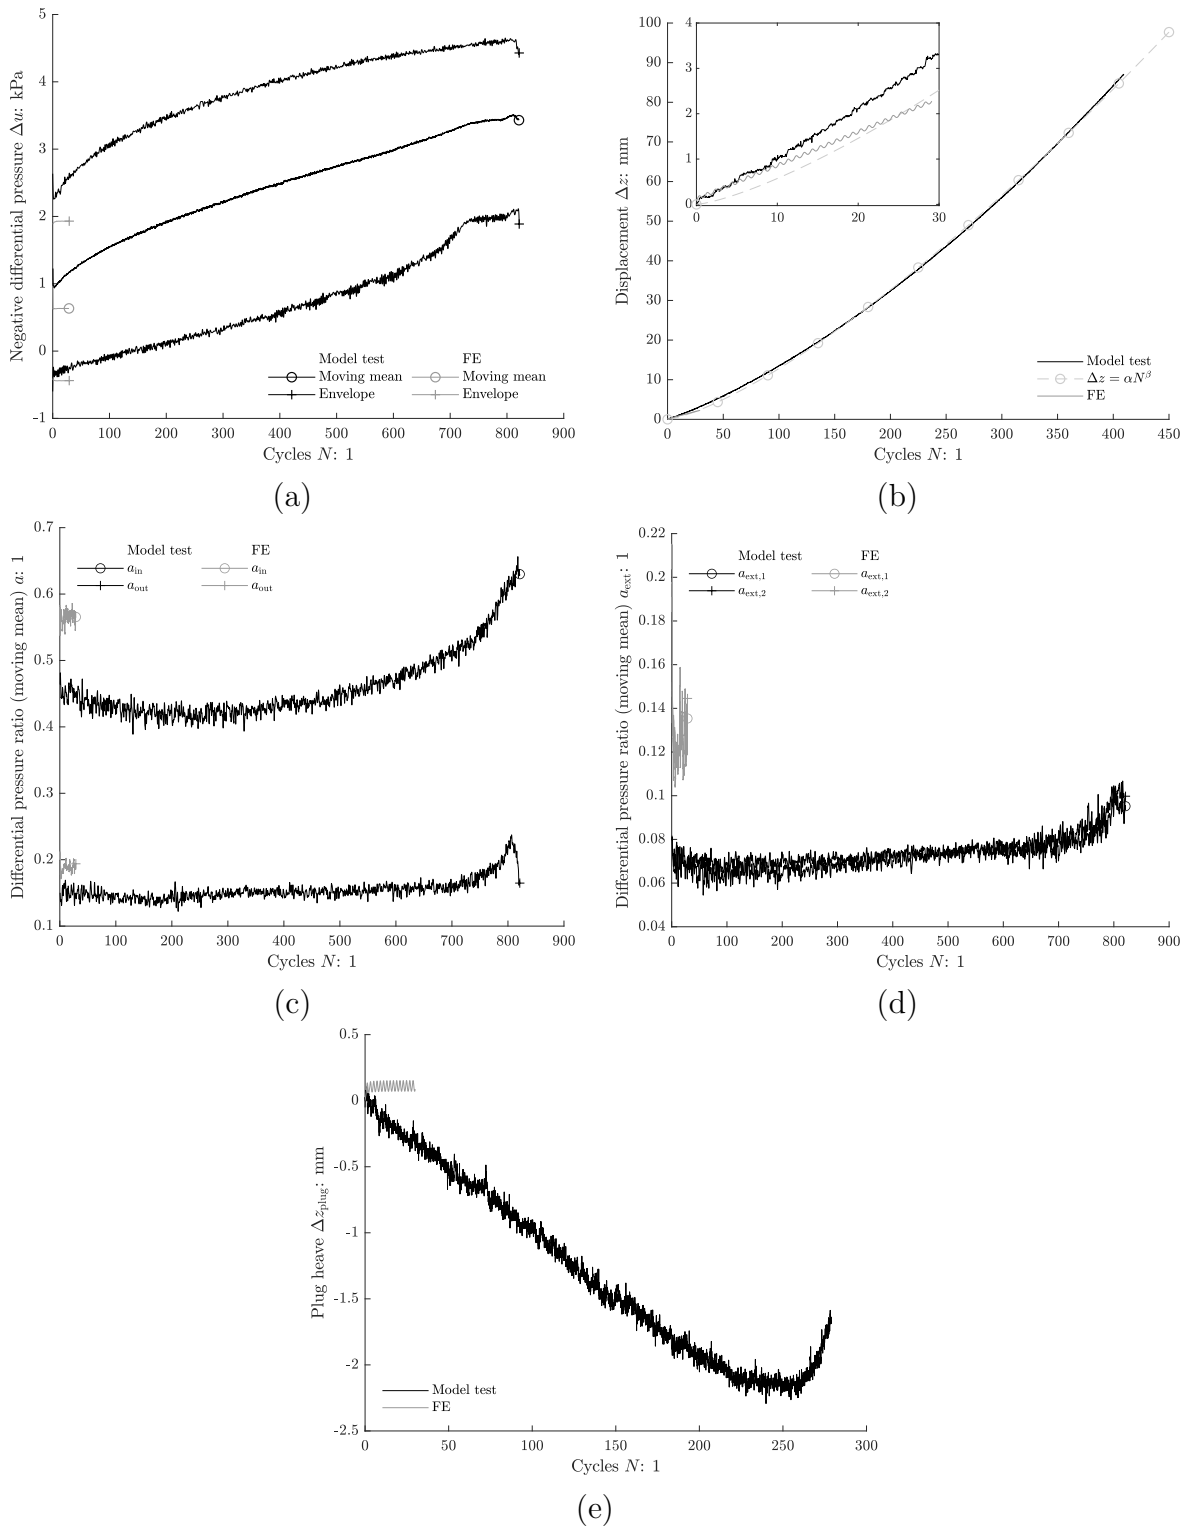 5
4
3
2
1
0
-1
Negative differential pressure Δu: kPa
Model test FE
Moving mean Moving mean
Envelope Envelope
0 100 200 300 400 500 600 700 800 900
Cycles N: 1
(a)
100
90
80
70
60
50
40
30
20
10
0
Displacement Δz: mm
4
3
2
1
0
0 10 20 30
Model test
Δz = αN^β
FE
0 50 100 150 200 250 300 350 400 450
Cycles N: 1
(b)
0.7
0.6
0.5
0.4
0.3
0.2
0.1
Differential pressure ratio (moving mean) a: 1
Model test FE
a_in a_in
a_out a_out
0 100 200 300 400 500 600 700 800 900
Cycles N: 1
(c)
0.22
0.2
0.18
0.16
0.14
0.12
0.1
0.08
0.06
0.04
Differential pressure ratio (moving mean) a_ext: 1
Model test FE
a_ext,1 a_ext,1
a_ext,2 a_ext,2
0 100 200 300 400 500 600 700 800 900
Cycles N: 1
(d)
0.5
0
-0.5
-1
-1.5
-2
-2.5
Plug heave Δz_plug: mm
Model test
FE
0 50 100 150 200 250 300
Cycles N: 1
(e)